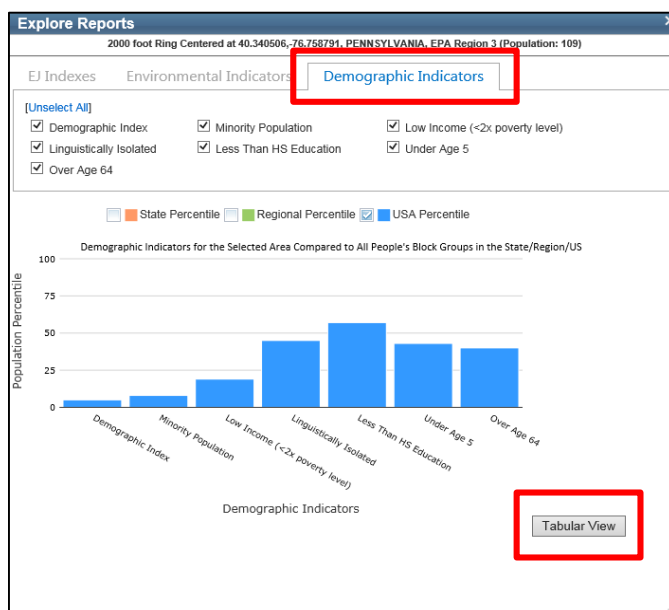 Explore Reports
2000 foot Ring Centered at 40.340506,-76.758791, PENNSYLVANIA, EPA Region 3 (Population: 109)
EJ Indexes Environmental Indicators Demographic Indicators
[Unselect All]
Demographic Index Minority Population Low Income (<2x poverty level)
Linguistically Isolated Less Than HS Education Under Age 5
Over Age 64
State Percentile Regional Percentile USA Percentile
Demographic Indicators for the Selected Area Compared to All People's Block Groups in the State/Region/US
Population Percentile
100
75
50
25
0
Demographic Index
Minority Population
Low Income (<2x poverty level)
Linguistically Isolated
Less Than HS Education
Under Age 5
Over Age 64
Demographic Indicators
Tabular View